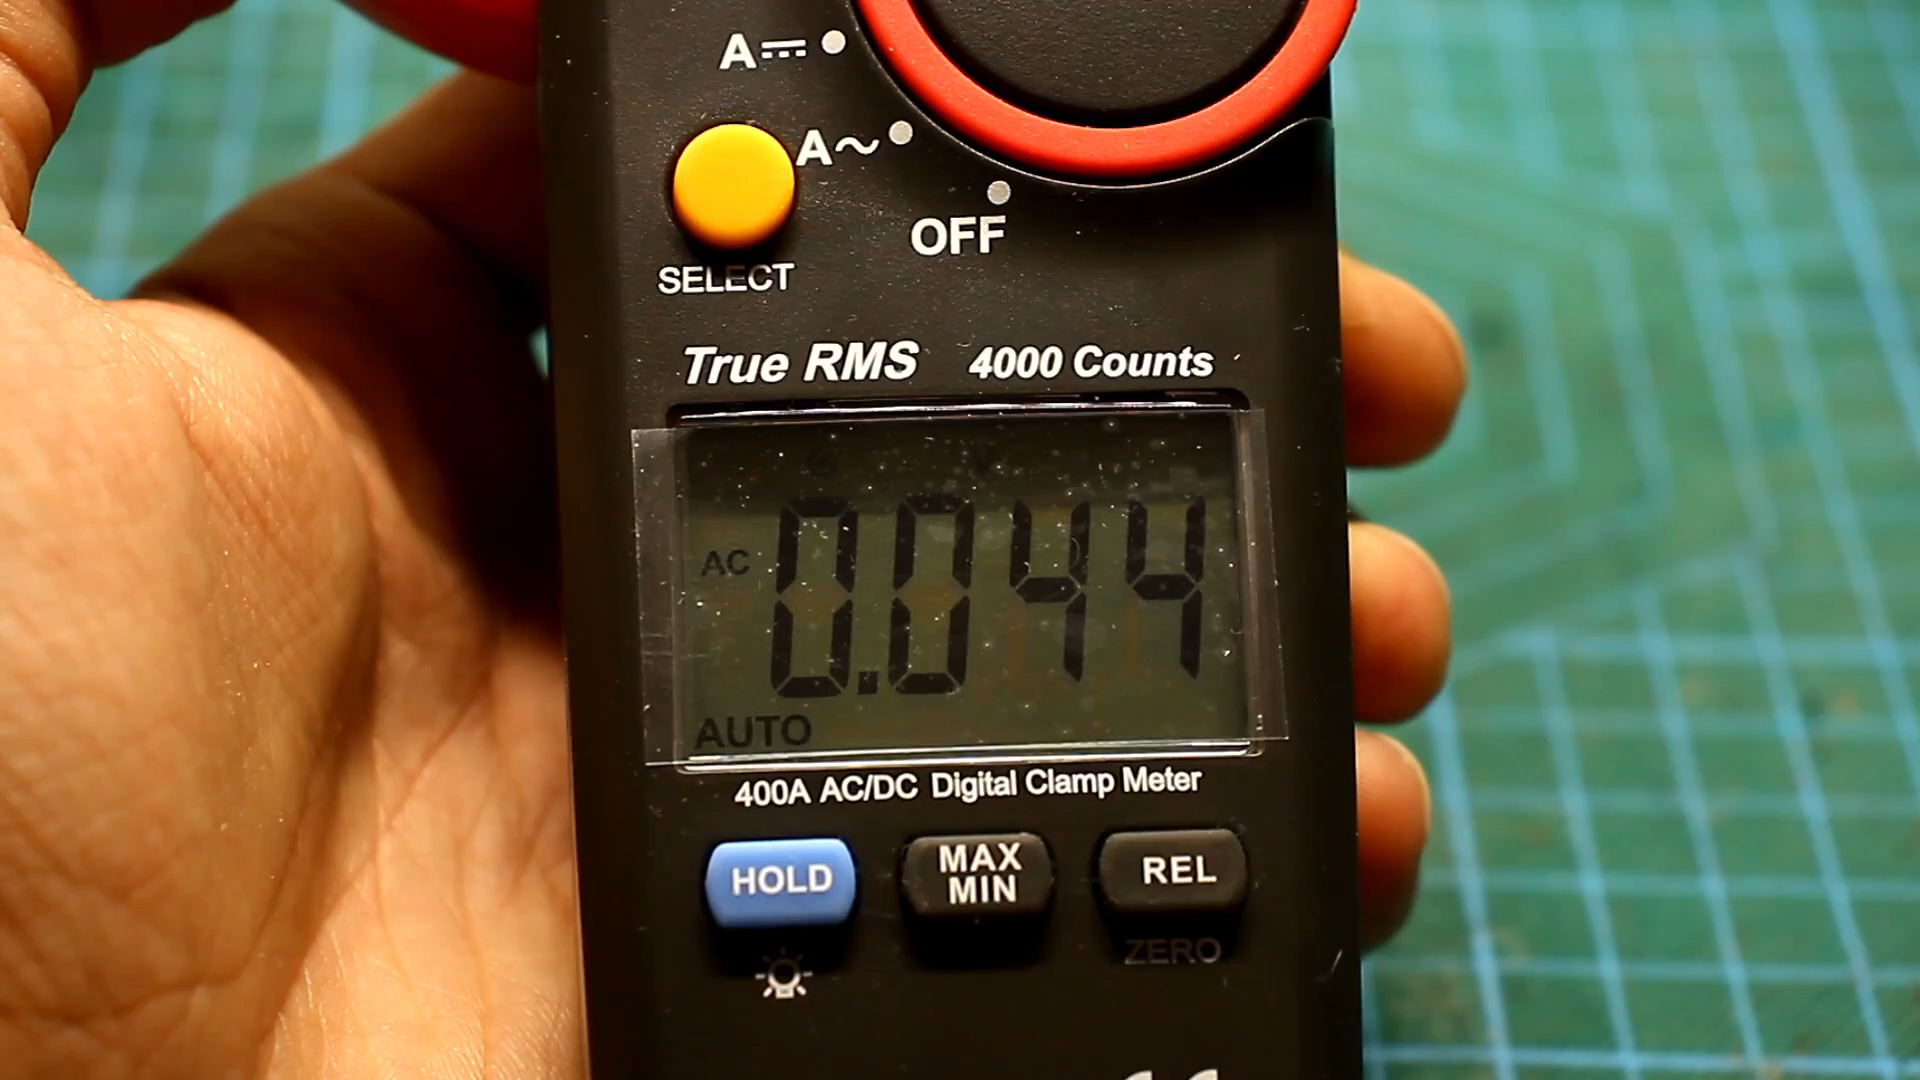 A
A~
OFF
SELECT
True RMS 4000 Counts
V
AC 0.044
AUTO
400A AC/DC Digital Clamp Meter
HOLD MAX MIN REL
ZERO